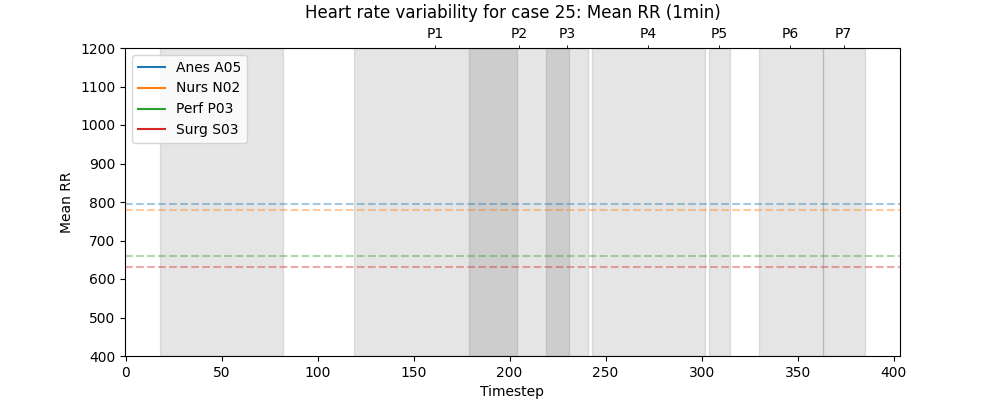 Heart rate variability for case 25: Mean RR (1min)
P1 P2 P3 P4 P5 P6 P7
1200
1100
1000
900
800
700
600
500
400
Mean RR
Anes A05
Nurs N02
Perf P03
Surg S03
0 50 100 150 200 250 300 350 400
Timestep